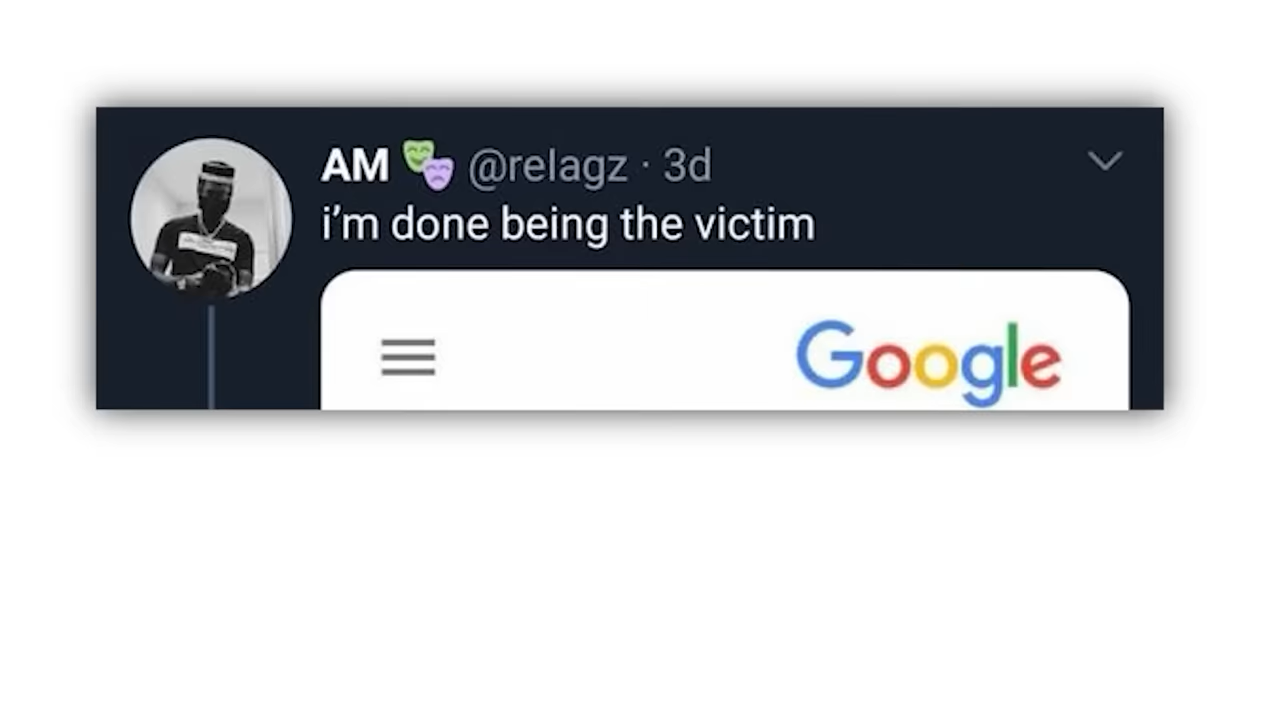 AM 🎭 @relagz · 3d
i’m done being the victim
Google